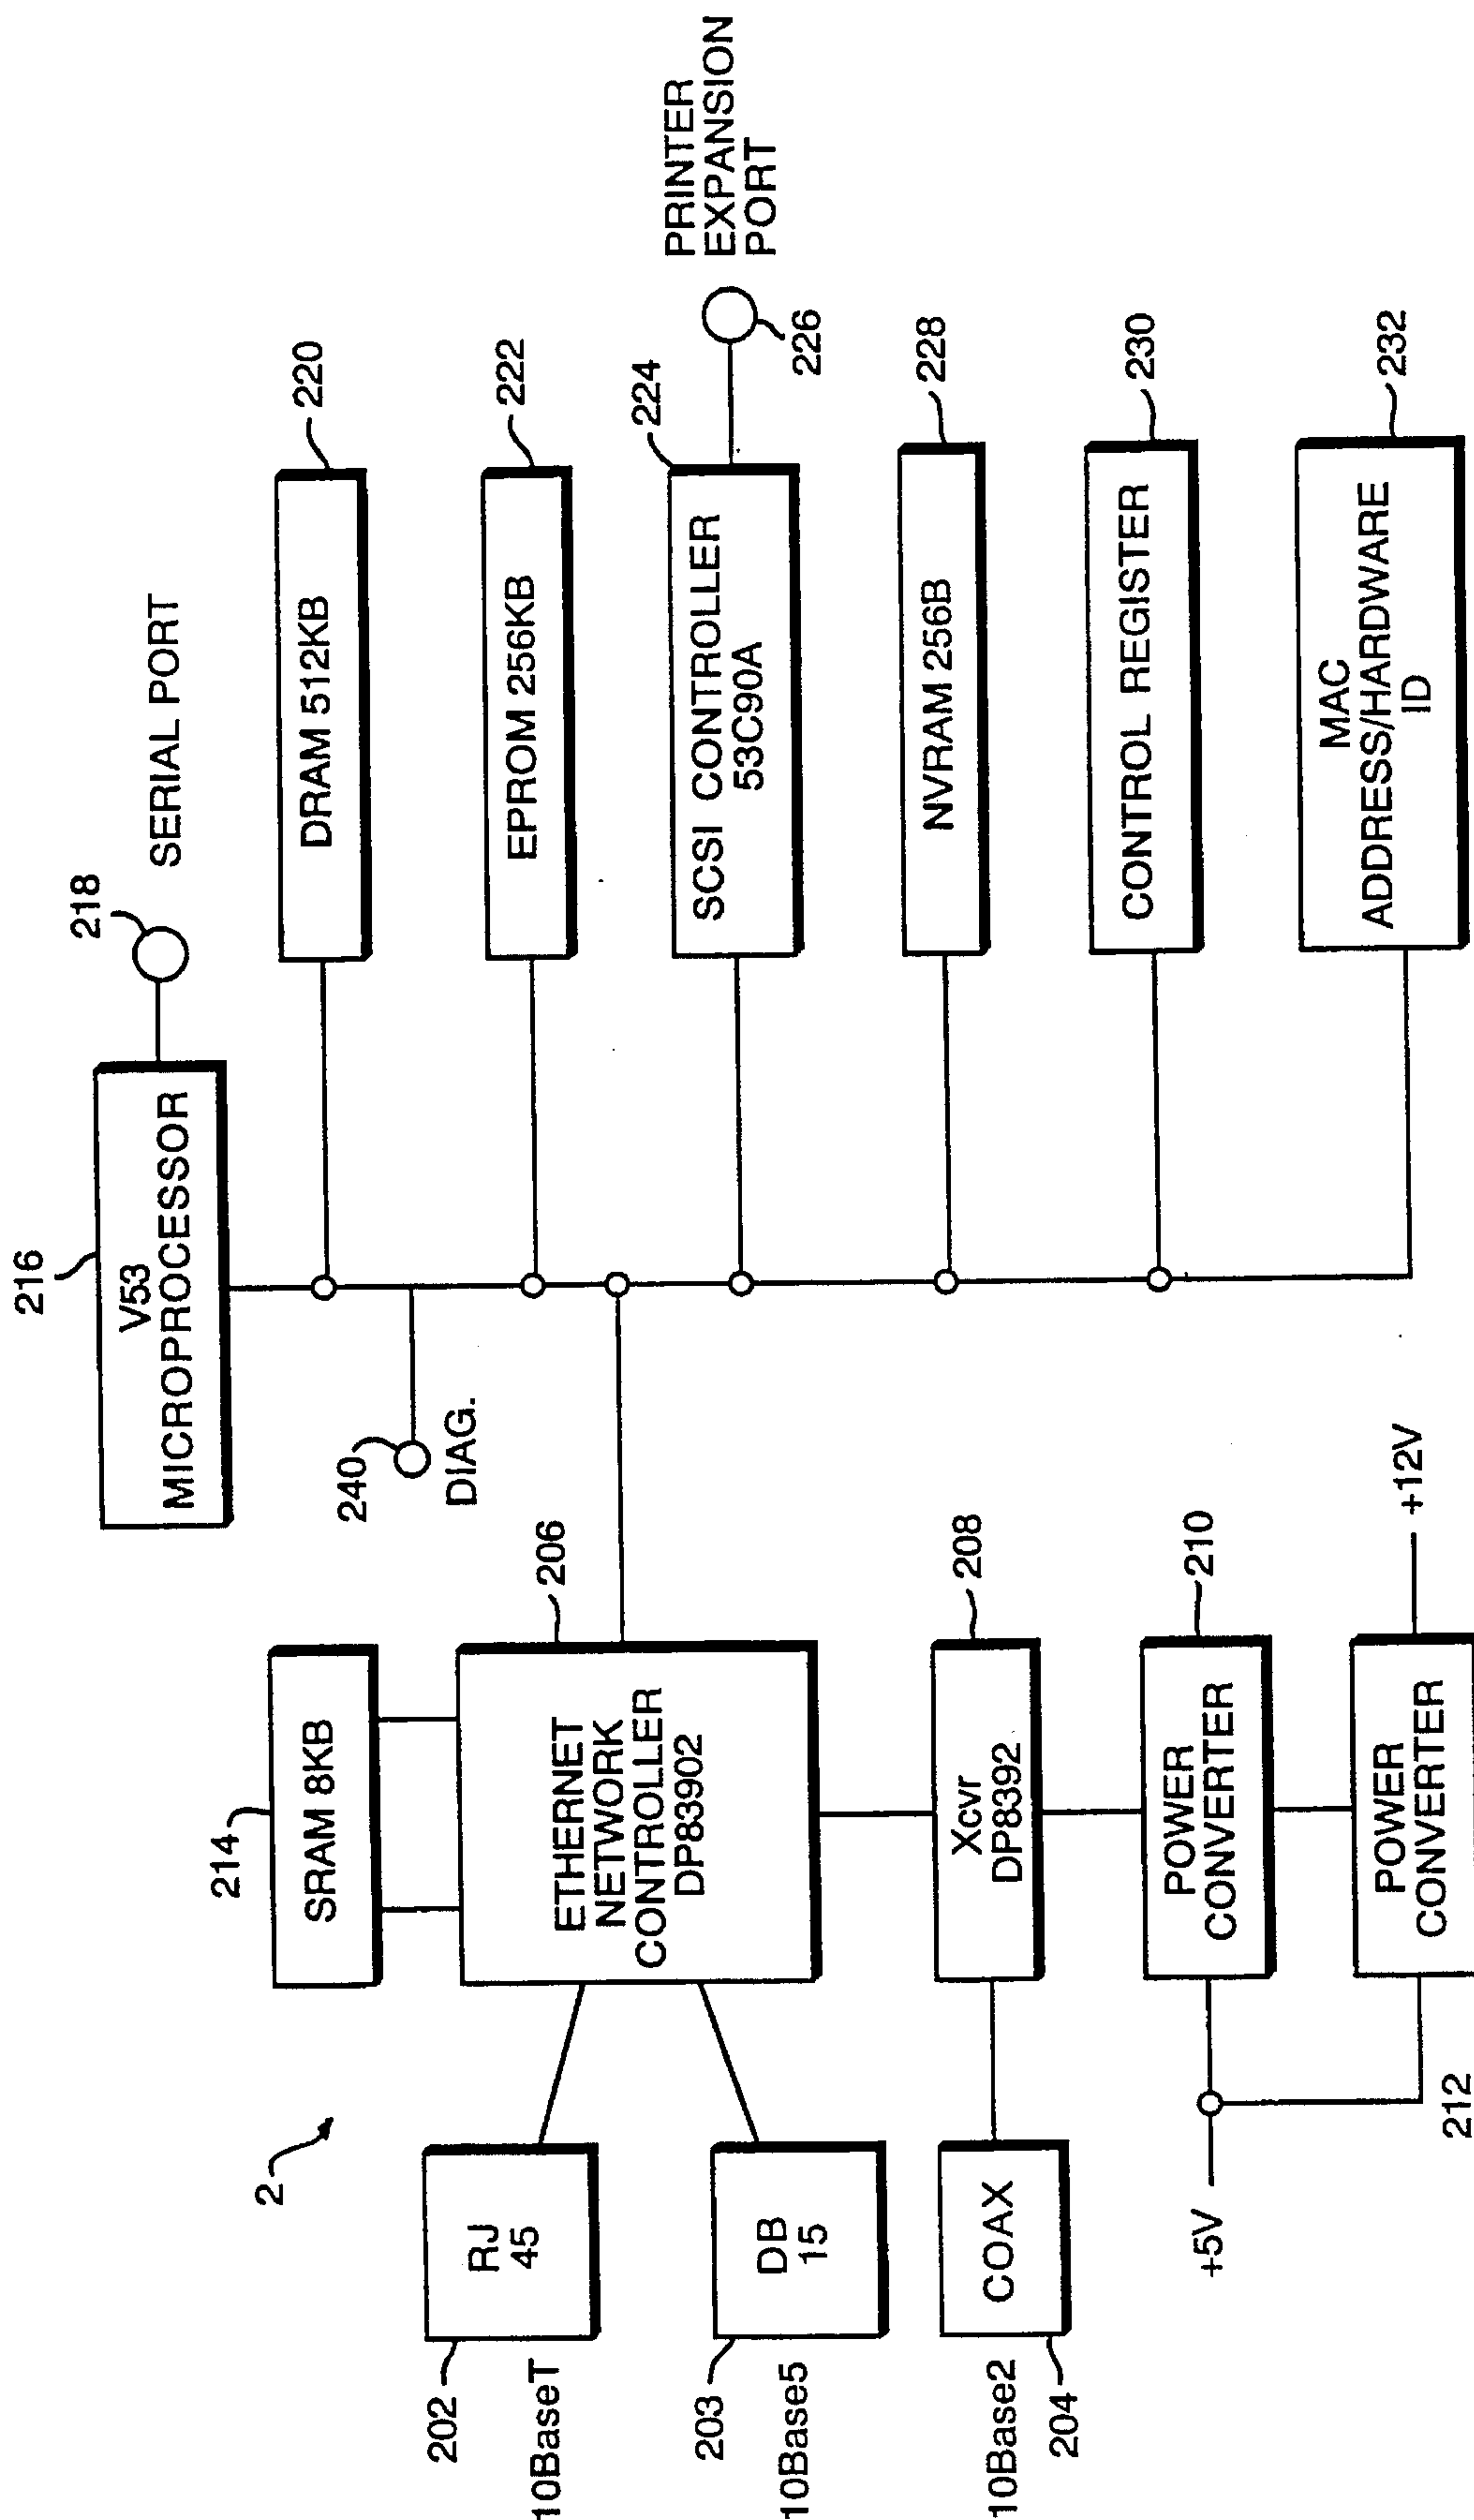 2
202
RJ
45
10BaseT
203
DB
15
10Base5
COAX
10Base2
204
+5V
212
214
SRAM 8KB
206
ETHERNET
NETWORK
CONTROLLER
DP83902
208
Xcvr
DP8392
210
POWER
CONVERTER
POWER
CONVERTER
+12V
216
V53
MICROPROCESSOR
218
SERIAL PORT
240
DIAG.
220
DRAM 512KB
222
EPROM 256KB
224
SCSI CONTROLLER
53C90A
226
PRINTER
EXPANSION
PORT
228
NVRAM 256B
230
CONTROL REGISTER
232
MAC
ADDRESS/HARDWARE
ID